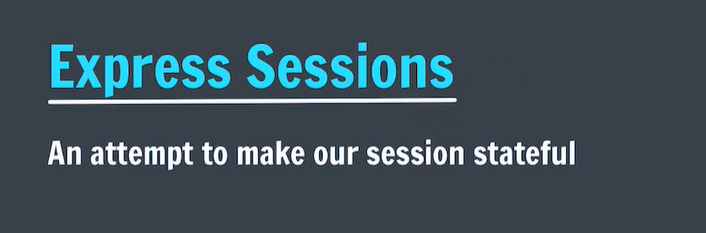 Express Sessions
An attempt to make our session stateful